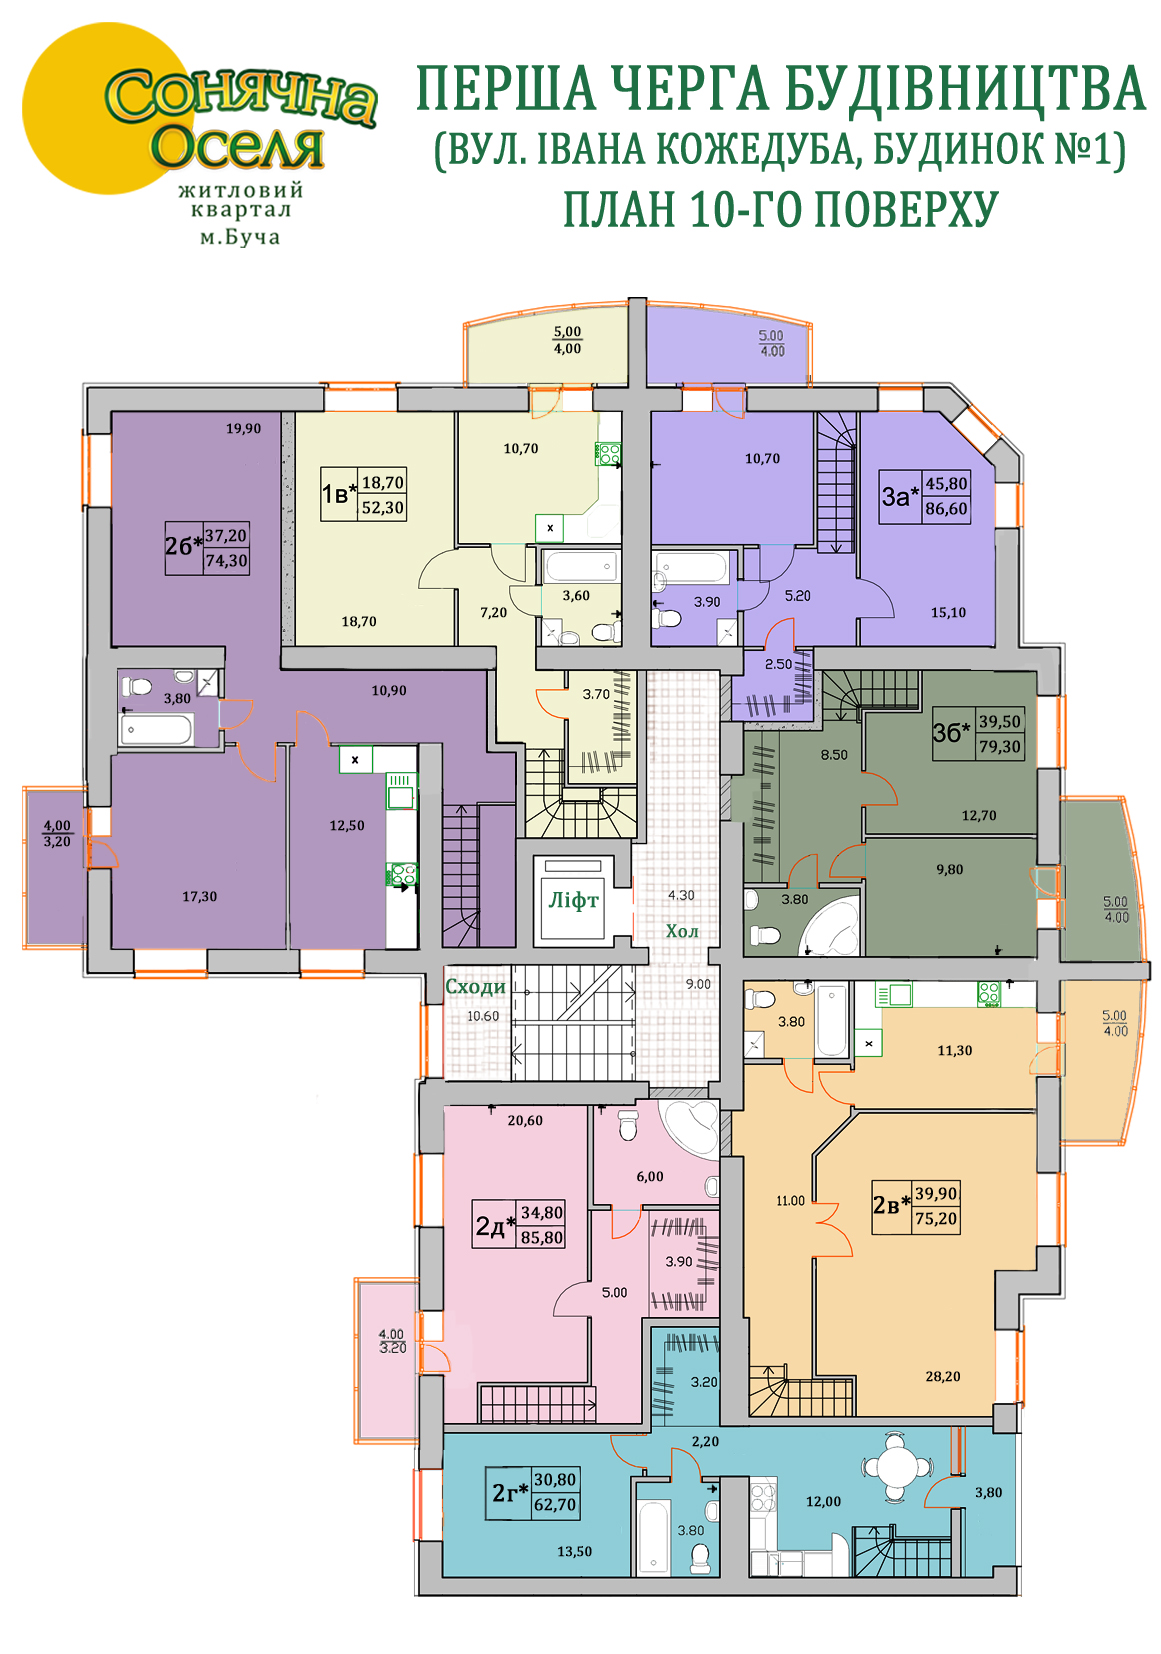 Сонячна
Оселя
житловий
квартал
м.Буча
ПЕРША ЧЕРГА БУДІВНИЦТВА
(ВУЛ. ІВАНА КОЖЕДУБА, БУДИНОК №1)
ПЛАН 10-ГО ПОВЕРХУ
5,00
4,00
5.00
4.00
19,90
10,70
10,70
1в* 18,70
52,30
3а* 45,80
86,60
2б* 37,20
74,30
18,70
7,20
3,60
3.90
5.20
15,10
3,80
10,90
3.70
2.50
3б* 39,50
79,30
8.50
12,70
4,00
3,20
12,50
17,30
Ліфт
4.30
Хол
3.80
9,80
5.00
4.00
Сходи
10.60
9.00
3.80
11,30
5.00
4.00
20,60
6,00
2д* 34,80
85,80
11.00
2в* 39,90
75,20
3.90
5.00
4.00
3.20
3.20
28,20
2,20
2г* 30,80
62,70
13,50
3.80
12,00
3,80
x
x
x